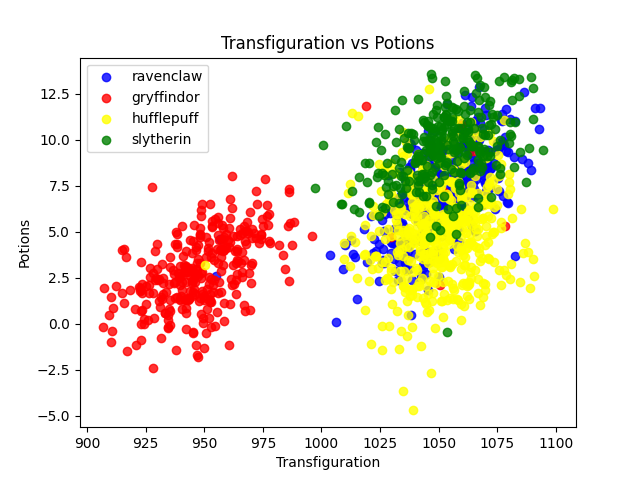 Transfiguration vs Potions
ravenclaw
gryffindor
hufflepuff
slytherin
Potions
12.5
10.0
7.5
5.0
2.5
0.0
−2.5
−5.0
900 925 950 975 1000 1025 1050 1075 1100
Transfiguration